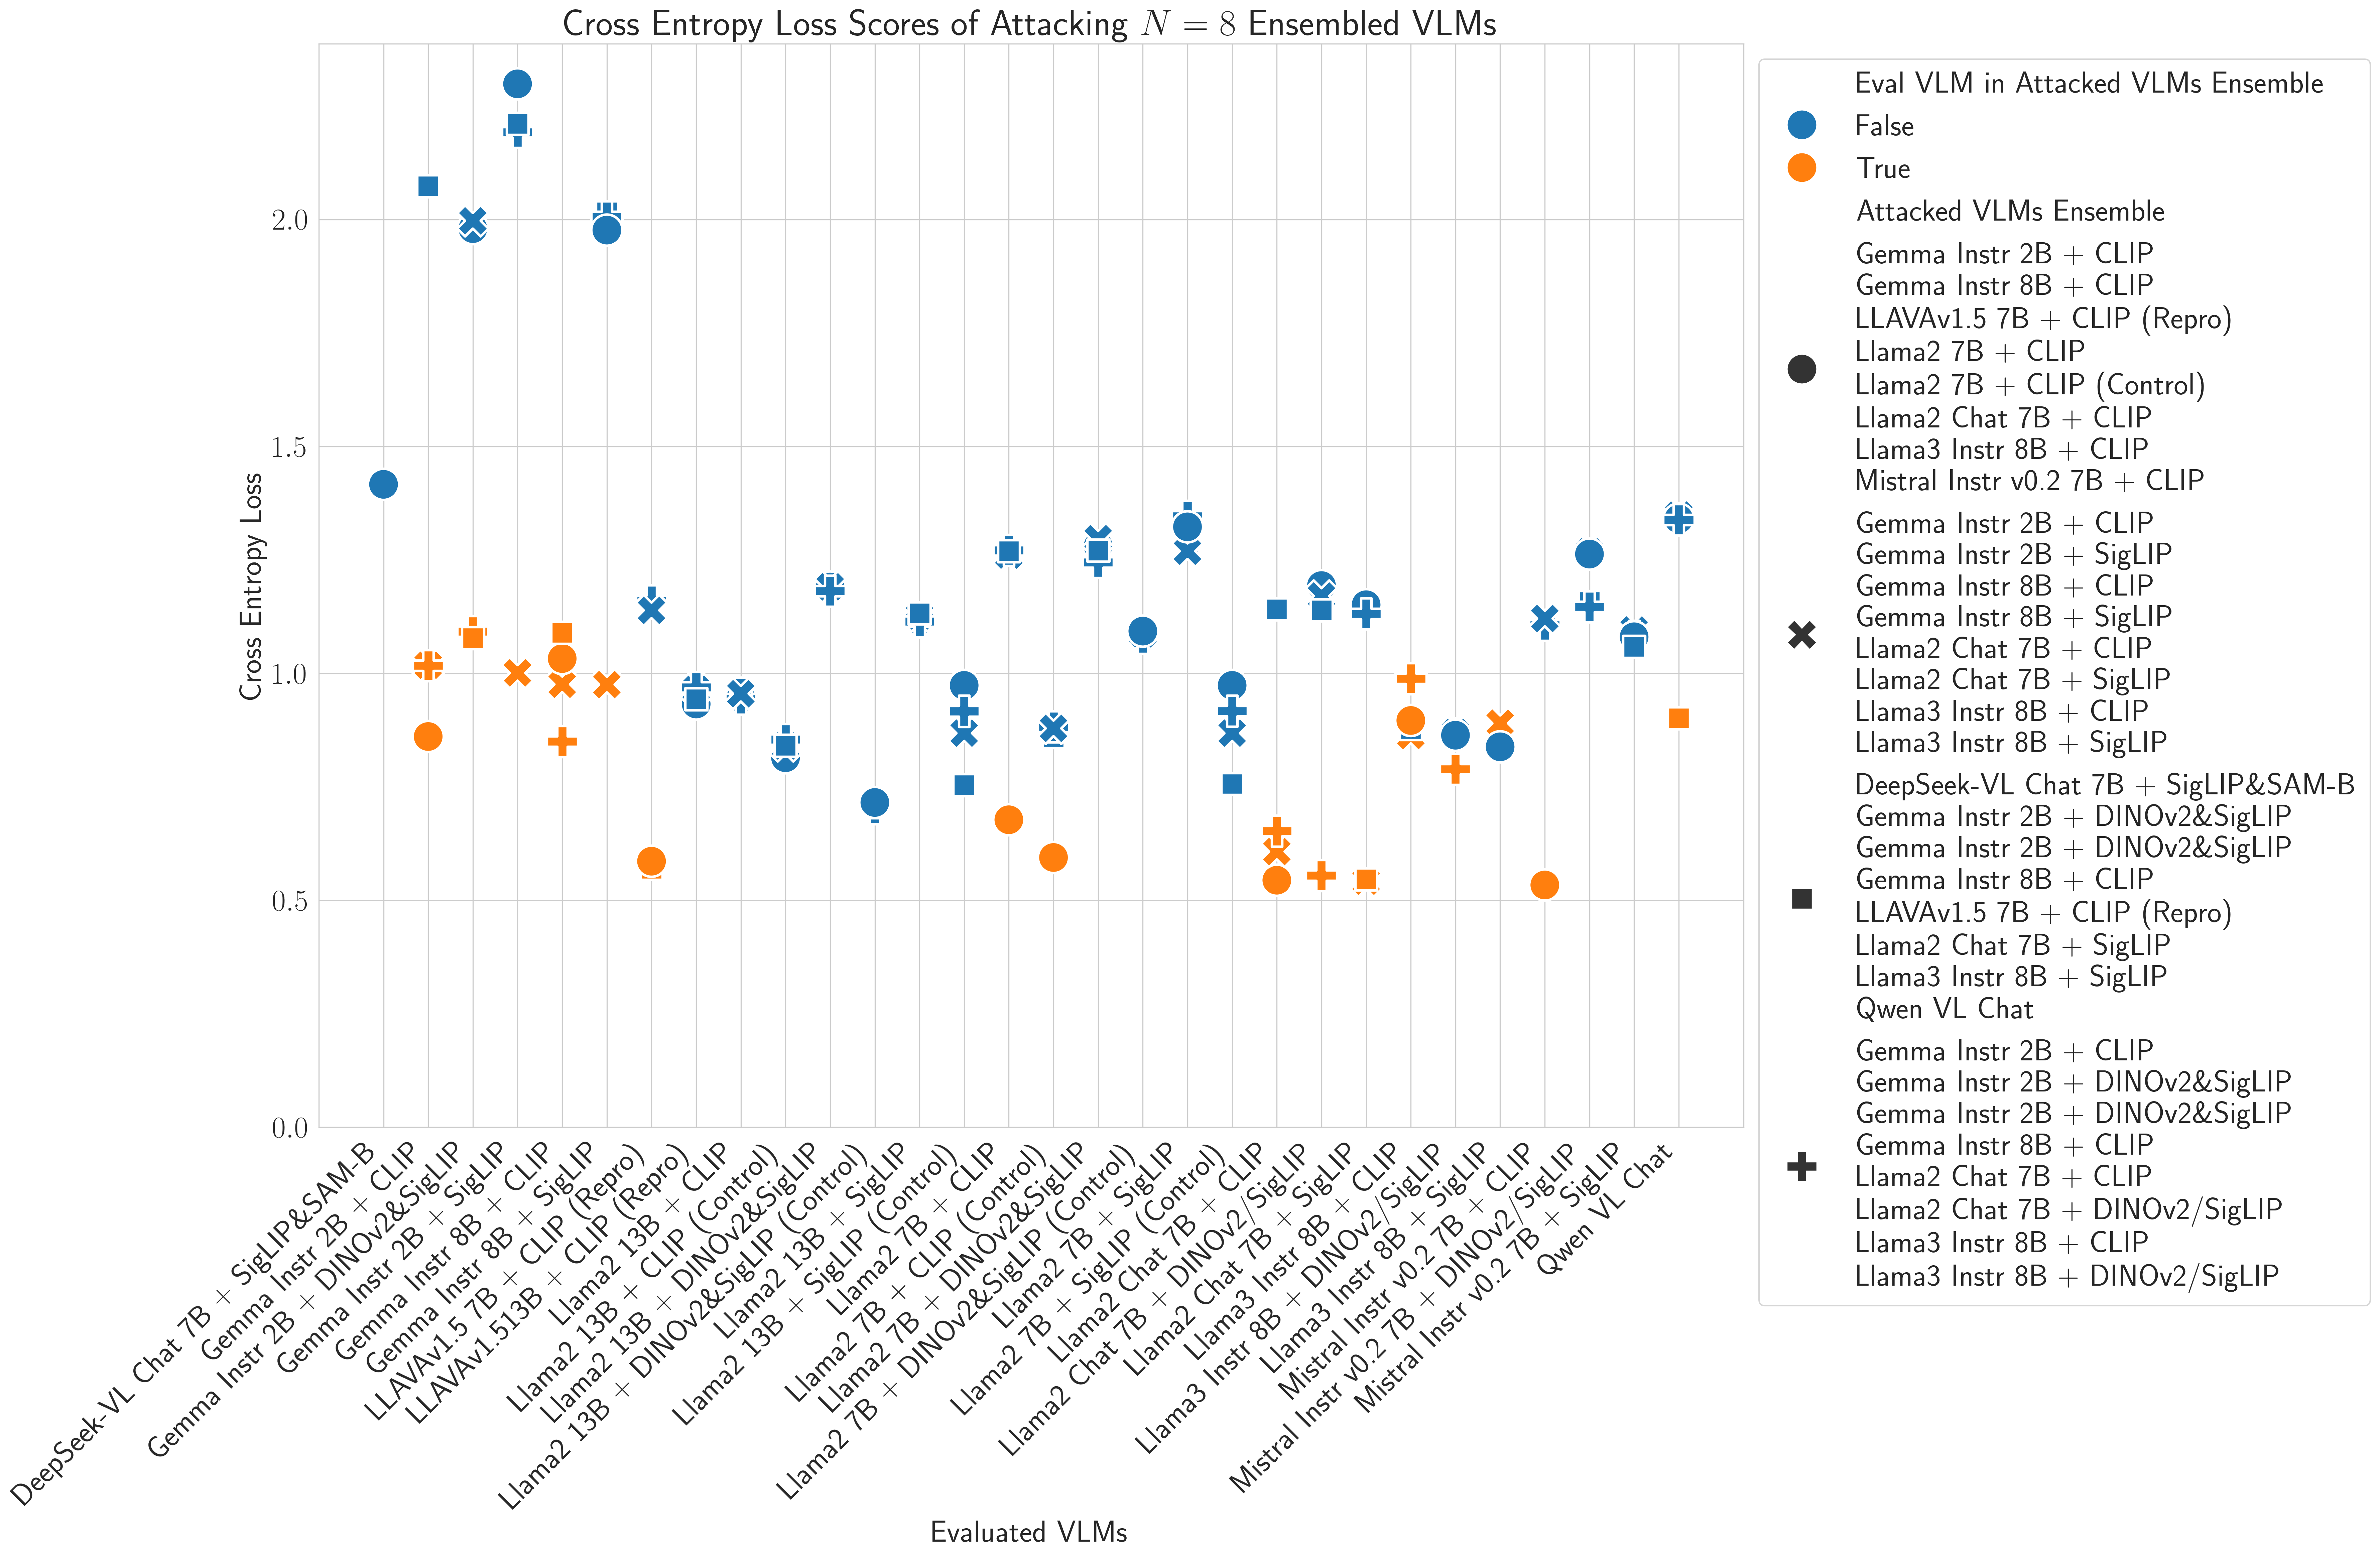 Cross Entropy Loss Scores of Attacking N = 8 Ensembled VLMs
Cross Entropy Loss
2.0
1.5
1.0
0.5
0.0
DeepSeek-VL Chat 7B + SigLIP&SAM-B
Gemma Instr 2B + CLIP
Gemma Instr 2B + DINOv2&SigLIP
Gemma Instr 2B + SigLIP
Gemma Instr 8B + CLIP
Gemma Instr 8B + SigLIP
LLAVAv1.5 7B + CLIP (Repro)
LLAVAv1.513B + CLIP (Repro)
Llama2 13B + CLIP
Llama2 13B + CLIP (Control)
Llama2 13B + DINOv2&SigLIP
Llama2 13B + DINOv2&SigLIP (Control)
Llama2 13B + SigLIP
Llama2 13B + SigLIP (Control)
Llama2 7B + CLIP
Llama2 7B + CLIP (Control)
Llama2 7B + DINOv2&SigLIP
Llama2 7B + DINOv2&SigLIP (Control)
Llama2 7B + SigLIP
Llama2 7B + SigLIP (Control)
Llama2 Chat 7B + CLIP
Llama2 Chat 7B + DINOv2/SigLIP
Llama2 Chat 7B + SigLIP
Llama3 Instr 8B + CLIP
Llama3 Instr 8B + DINOv2/SigLIP
Llama3 Instr 8B + SigLIP
Mistral Instr v0.2 7B + CLIP
Mistral Instr v0.2 7B + DINOv2/SigLIP
Mistral Instr v0.2 7B + SigLIP
Qwen VL Chat
Evaluated VLMs
Eval VLM in Attacked VLMs Ensemble
False
True
Attacked VLMs Ensemble
Gemma Instr 2B + CLIP
Gemma Instr 8B + CLIP
LLAVAv1.5 7B + CLIP (Repro)
Llama2 7B + CLIP
Llama2 7B + CLIP (Control)
Llama2 Chat 7B + CLIP
Llama3 Instr 8B + CLIP
Mistral Instr v0.2 7B + CLIP
Gemma Instr 2B + CLIP
Gemma Instr 2B + SigLIP
Gemma Instr 8B + CLIP
Gemma Instr 8B + SigLIP
Llama2 Chat 7B + CLIP
Llama2 Chat 7B + SigLIP
Llama3 Instr 8B + CLIP
Llama3 Instr 8B + SigLIP
DeepSeek-VL Chat 7B + SigLIP&SAM-B
Gemma Instr 2B + DINOv2&SigLIP
Gemma Instr 2B + DINOv2&SigLIP
Gemma Instr 8B + CLIP
LLAVAv1.5 7B + CLIP (Repro)
Llama2 Chat 7B + SigLIP
Llama3 Instr 8B + SigLIP
Qwen VL Chat
Gemma Instr 2B + CLIP
Gemma Instr 2B + DINOv2&SigLIP
Gemma Instr 2B + DINOv2&SigLIP
Gemma Instr 8B + CLIP
Llama2 Chat 7B + CLIP
Llama2 Chat 7B + DINOv2/SigLIP
Llama3 Instr 8B + CLIP
Llama3 Instr 8B + DINOv2/SigLIP